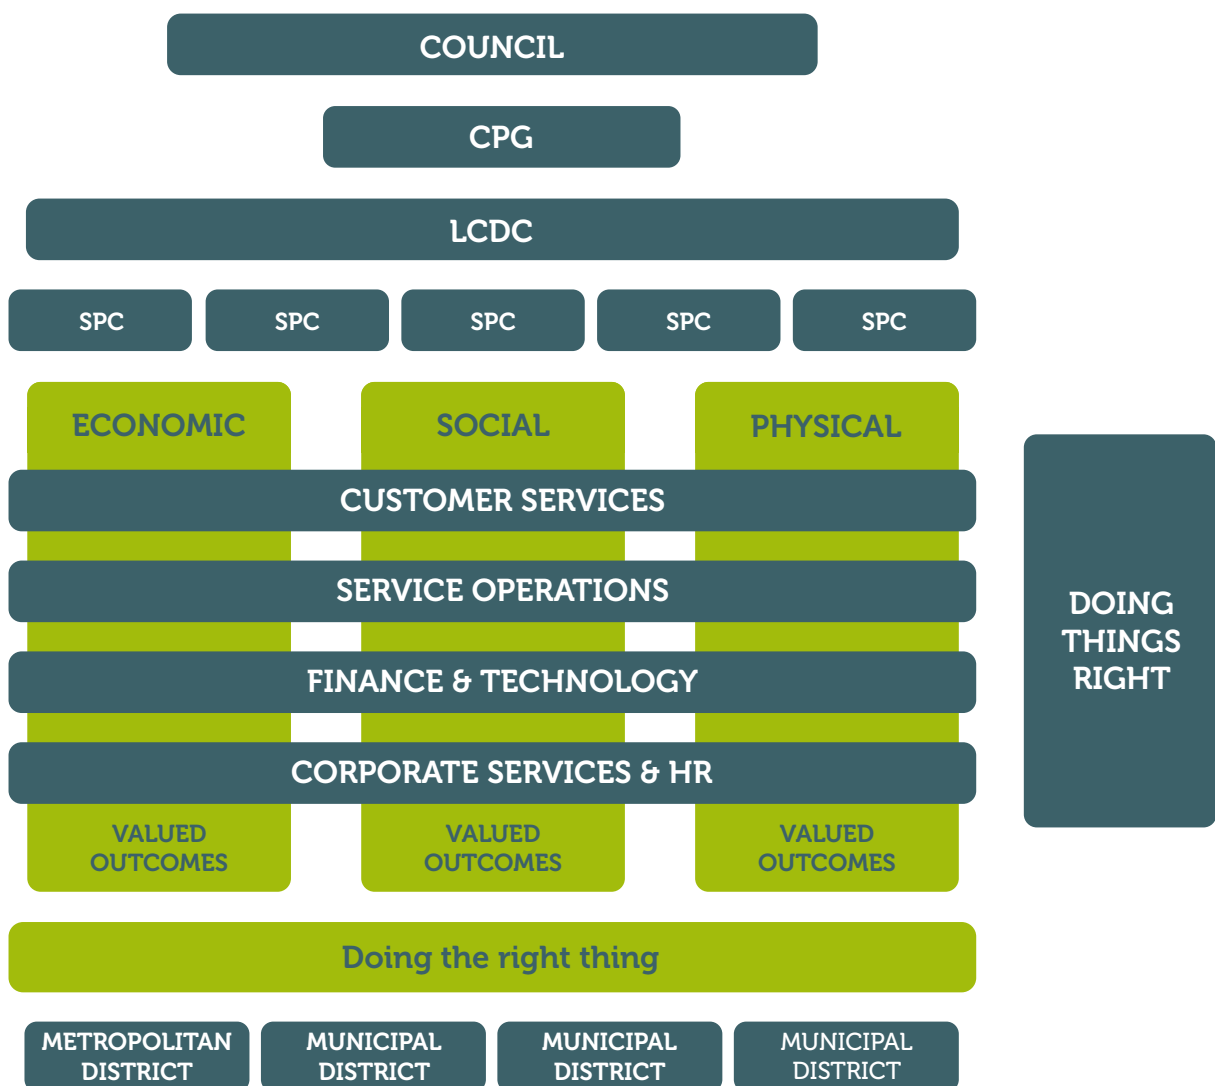 COUNCIL
CPG
LCDC
SPC
SPC
SPC
SPC
SPC
ECONOMIC
SOCIAL
PHYSICAL
CUSTOMER SERVICES
SERVICE OPERATIONS
FINANCE & TECHNOLOGY
CORPORATE SERVICES & HR
VALUED
OUTCOMES
VALUED
OUTCOMES
VALUED
OUTCOMES
DOING
THINGS
RIGHT
Doing the right thing
METROPOLITAN
DISTRICT
MUNICIPAL
DISTRICT
MUNICIPAL
DISTRICT
MUNICIPAL
DISTRICT